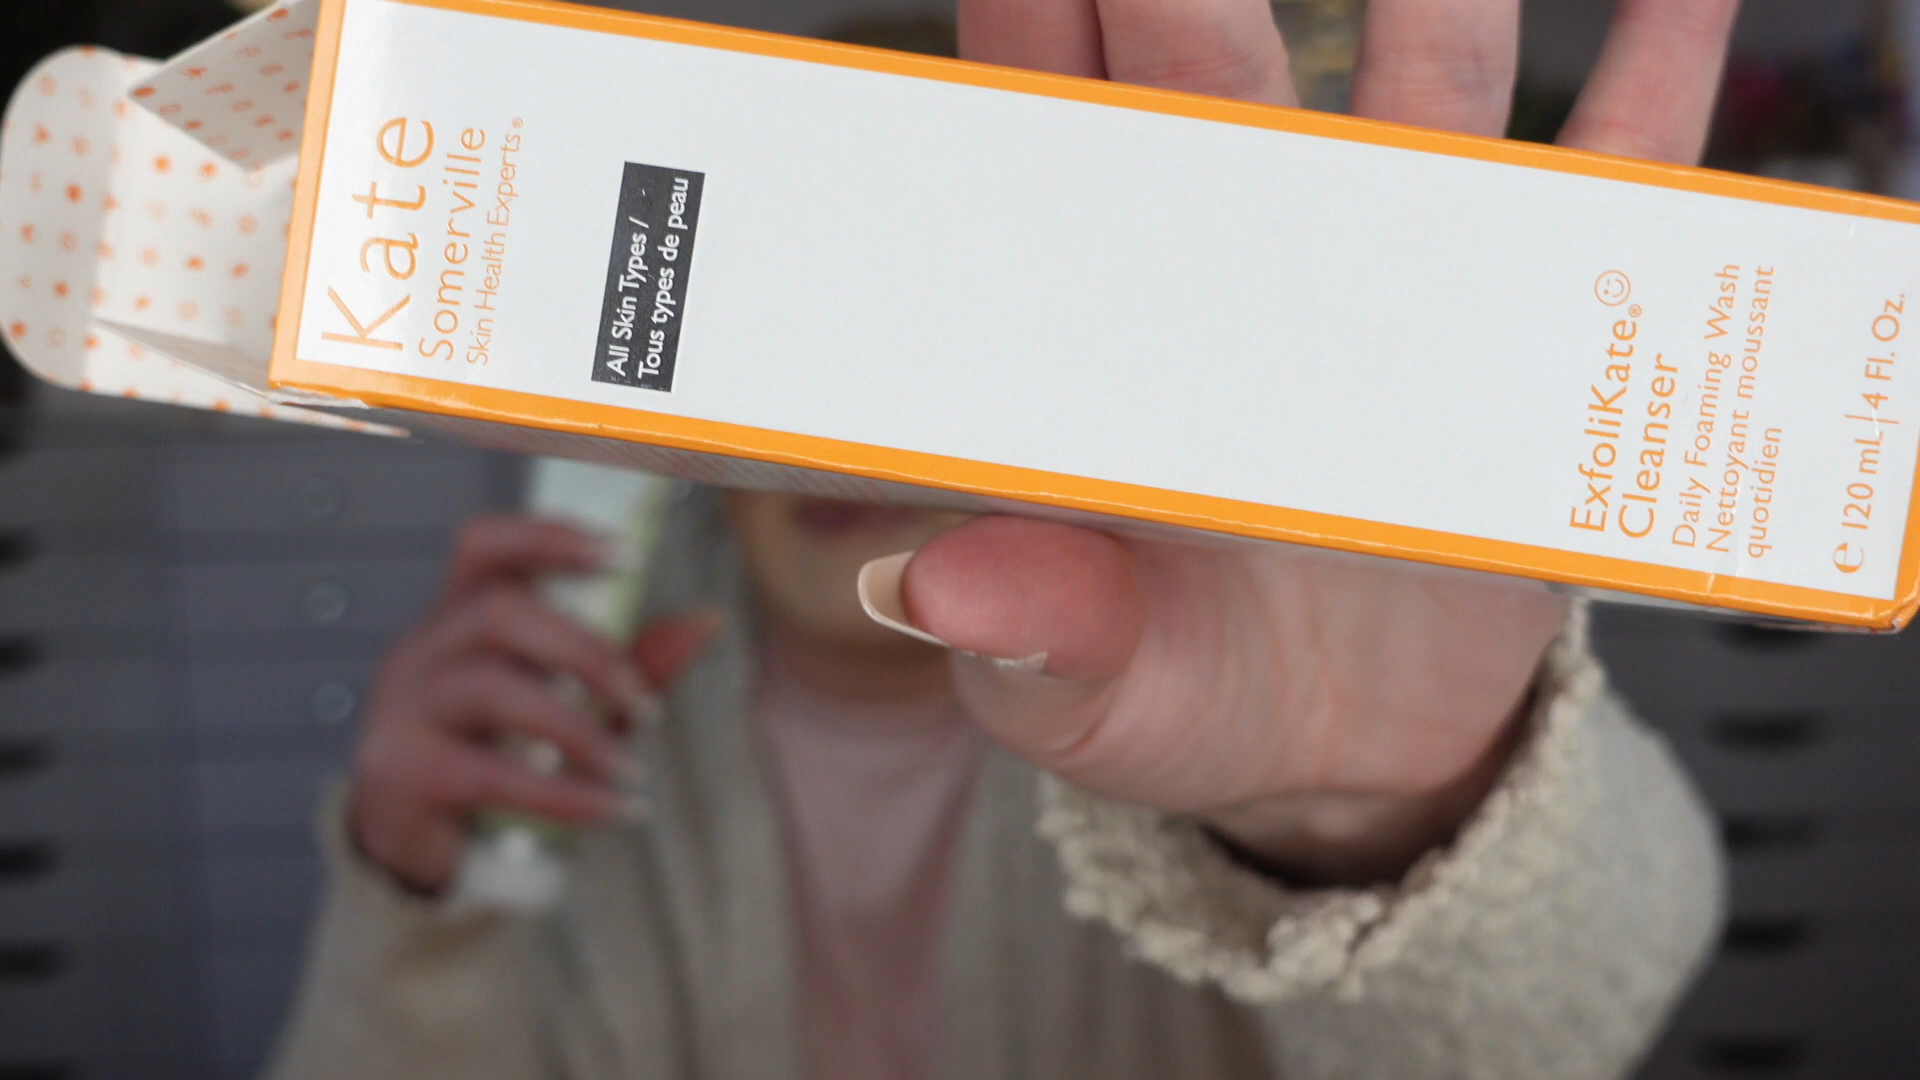 Kate
Somerville
Skin Health Experts®
All Skin Types /
Tous types de peau
ExfoliKate®
Cleanser
Daily Foaming Wash
Nettoyant moussant
quotidien
℮ 120 mL | 4 Fl. Oz.